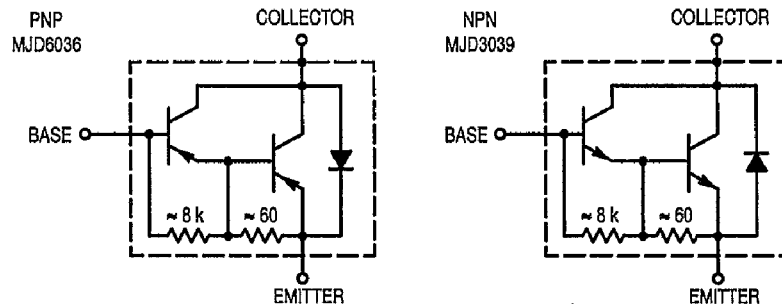 PNP
MJD6036
COLLECTOR
BASE
≈ 8 k
≈ 60
EMITTER
NPN
MJD3039
COLLECTOR
BASE
≈ 8 k
≈ 60
EMITTER